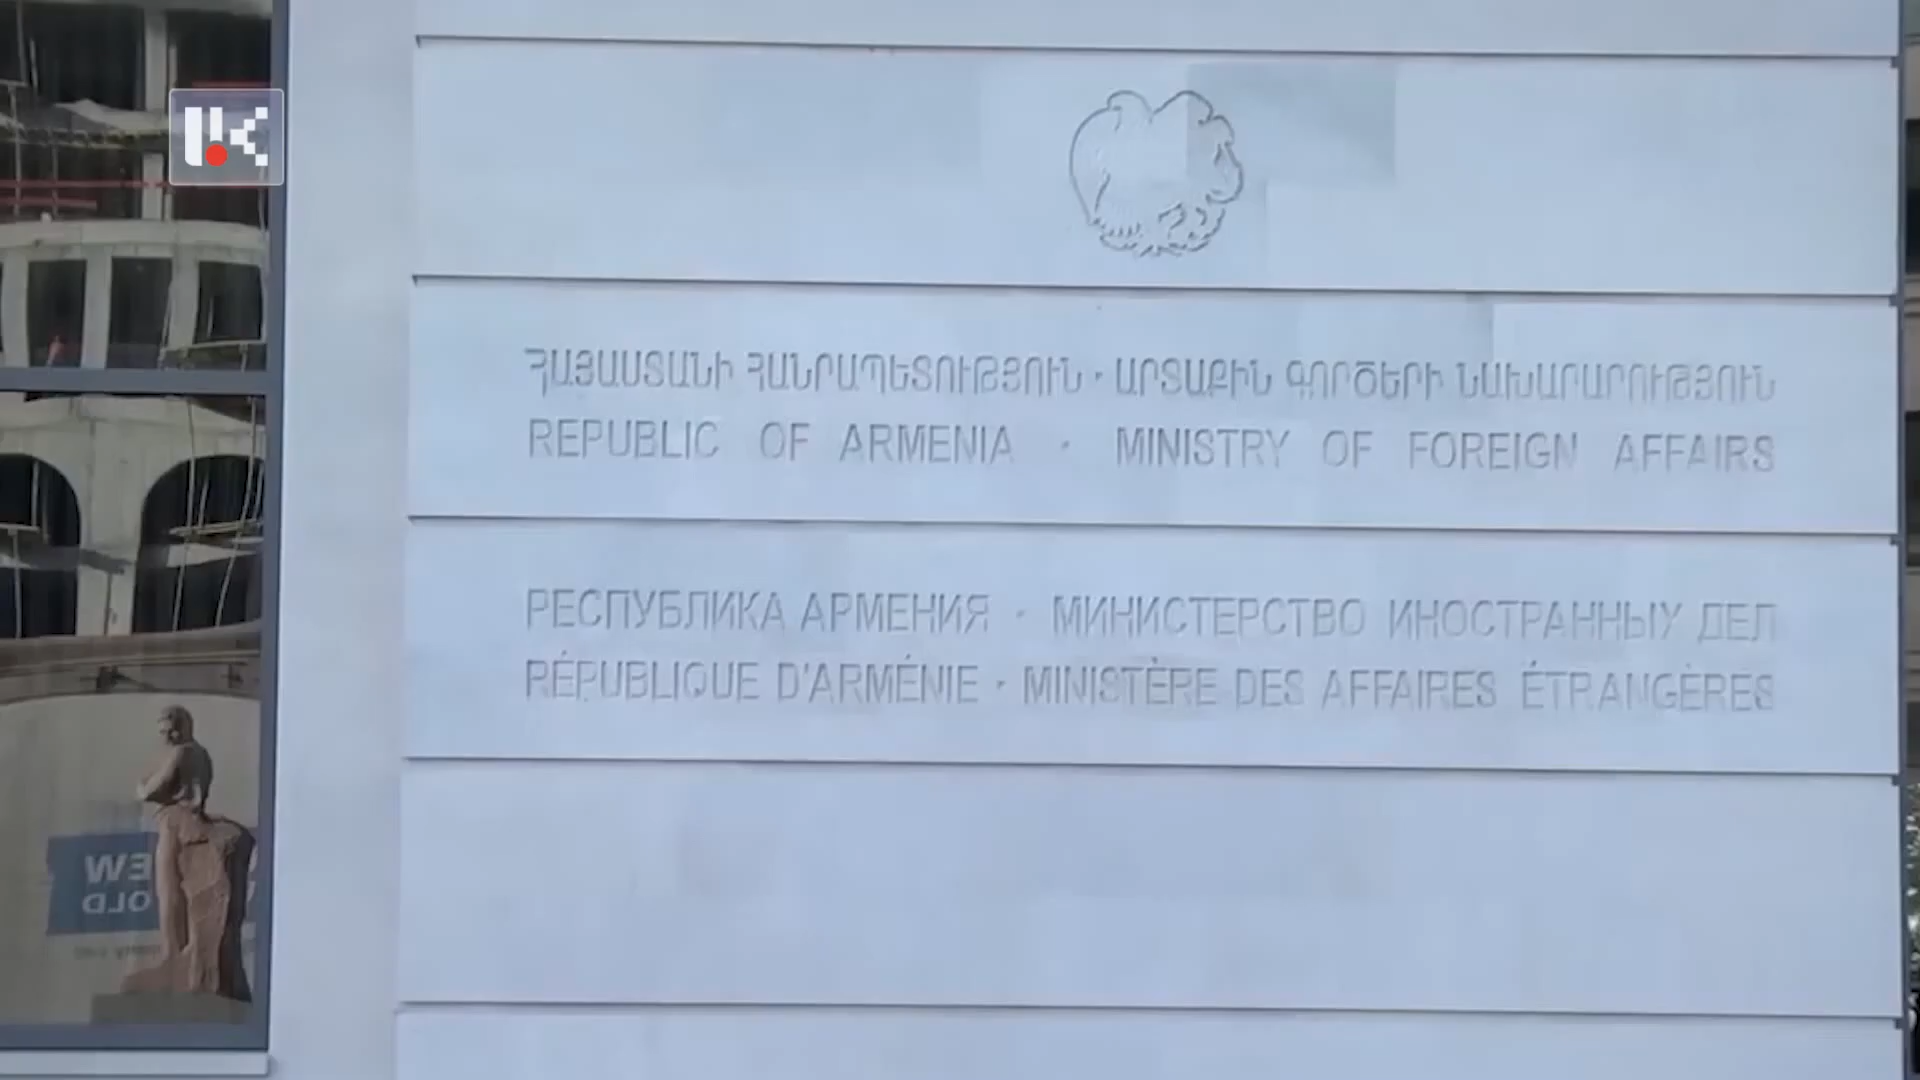 ՀԱՅԱՍՏԱՆԻ ՀԱՆՐԱՊԵՏՈՒԹՅՈՒՆ · ԱՐՏԱՔԻՆ ԳՈՐԾԵՐԻ ՆԱԽԱՐԱՐՈՒԹՅՈՒՆ
REPUBLIC OF ARMENIA · MINISTRY OF FOREIGN AFFAIRS
РЕСПУБЛИКА АРМЕНИЯ · МИНИСТЕРСТВО ИНОСТРАННЫХ ДЕЛ
RÉPUBLIQUE D'ARMÉNIE · MINISTÈRE DES AFFAIRES ÉTRANGÈRES